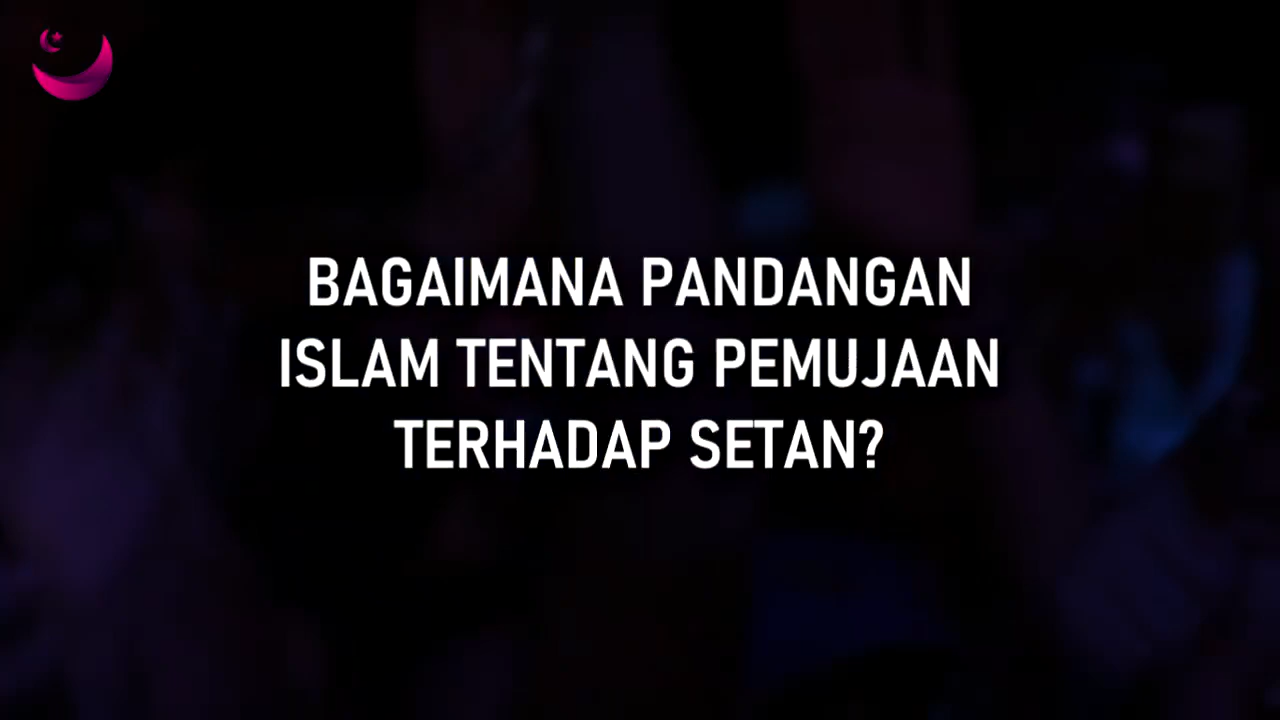 BAGAIMANA PANDANGAN
ISLAM TENTANG PEMUJAAN
TERHADAP SETAN?